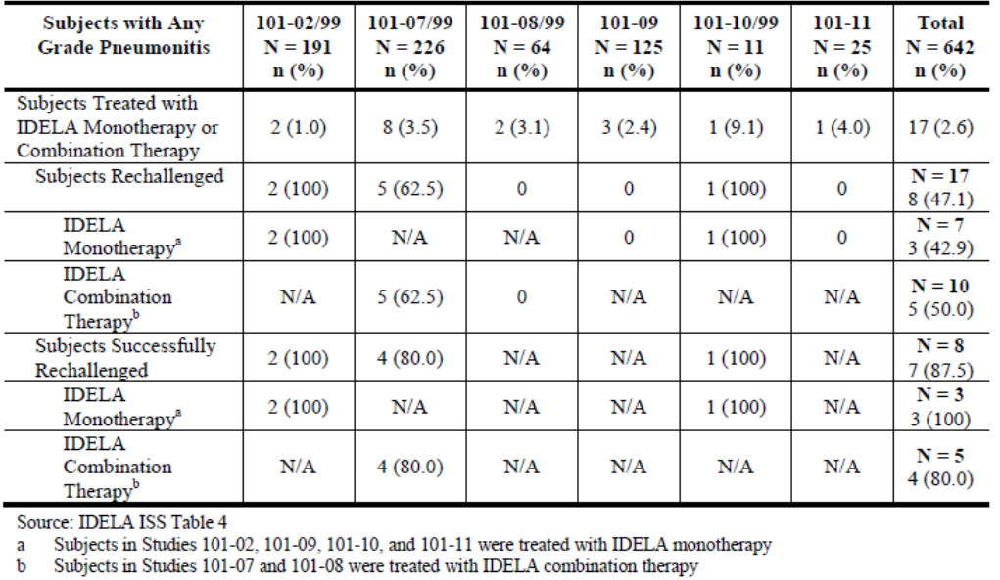 Subjects with Any Grade Pneumonitis | 101-02/99 N = 191 n (%) | 101-07/99 N = 226 n (%) | 101-08/99 N = 64 n (%) | 101-09 N = 125 n (%) | 101-10/99 N = 11 n (%) | 101-11 N = 25 n (%) | Total N = 642 n (%)
Subjects Treated with IDELA Monotherapy or Combination Therapy | 2 (1.0) | 8 (3.5) | 2 (3.1) | 3 (2.4) | 1 (9.1) | 1 (4.0) | 17 (2.6)
Subjects Rechallenged | 2 (100) | 5 (62.5) | 0 | 0 | 1 (100) | 0 | N = 17 8 (47.1)
IDELA Monotherapyᵃ | 2 (100) | N/A | N/A | 0 | 1 (100) | 0 | N = 7 3 (42.9)
IDELA Combination Therapyᵇ | N/A | 5 (62.5) | 0 | N/A | N/A | N/A | N = 10 5 (50.0)
Subjects Successfully Rechallenged | 2 (100) | 4 (80.0) | N/A | N/A | 1 (100) | N/A | N = 8 7 (87.5)
IDELA Monotherapyᵃ | 2 (100) | N/A | N/A | N/A | 1 (100) | N/A | N = 3 3 (100)
IDELA Combination Therapyᵇ | N/A | 4 (80.0) | N/A | N/A | N/A | N/A | N = 5 4 (80.0)
Source: IDELA ISS Table 4
a Subjects in Studies 101-02, 101-09, 101-10, and 101-11 were treated with IDELA monotherapy
b Subjects in Studies 101-07 and 101-08 were treated with IDELA combination therapy